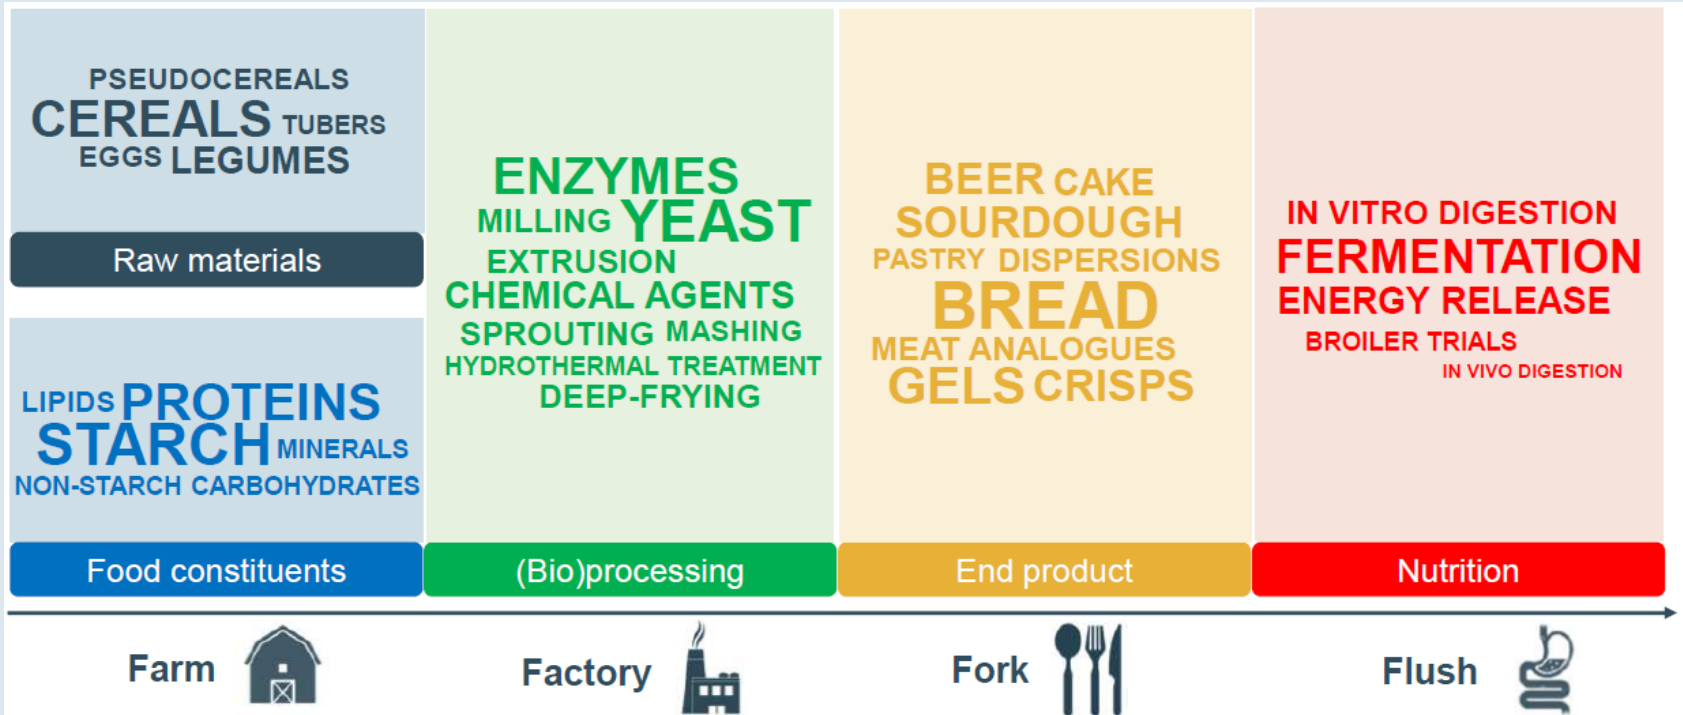 PSEUDOCEREALS
CEREALS TUBERS
EGGS LEGUMES
Raw materials
LIPIDS PROTEINS
STARCH MINERALS
NON-STARCH CARBOHYDRATES
Food constituents
ENZYMES
MILLING YEAST
EXTRUSION
CHEMICAL AGENTS
SPROUTING MASHING
HYDROTHERMAL TREATMENT
DEEP-FRYING
(Bio)processing
BEER CAKE
SOURDOUGH
PASTRY DISPERSIONS
BREAD
MEAT ANALOGUES
GELS CRISPS
End product
IN VITRO DIGESTION
FERMENTATION
ENERGY RELEASE
BROILER TRIALS
IN VIVO DIGESTION
Nutrition
Farm
Factory
Fork
Flush